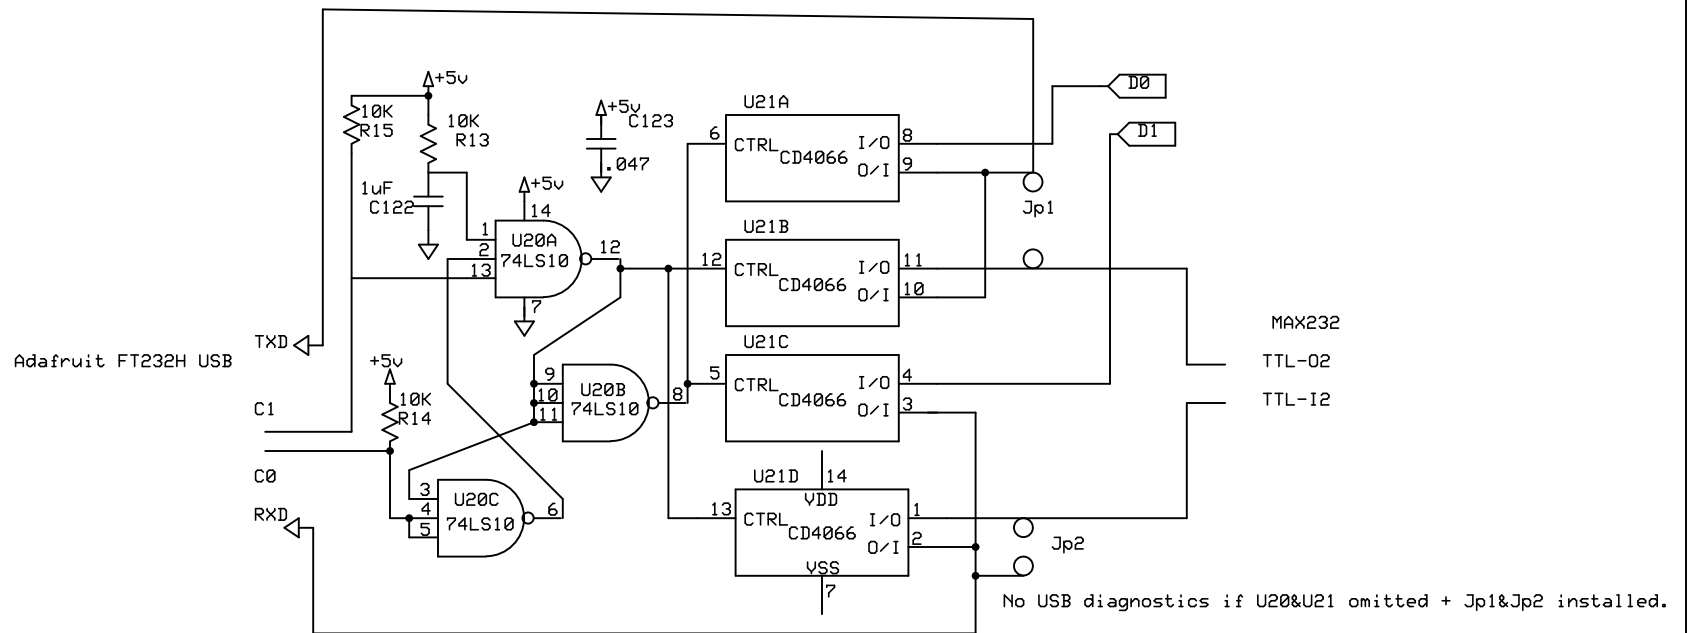 +5v
10K
R15
10K
R13
1uF
C122
+5v
C123
.047
+5v
14
1
2
13
U20A
74LS10
12
7
U21A
6
CTRL
CD4066
I/O
8
O/I
9
D0
D1
Jp1
U21B
12
CTRL
CD4066
I/O
11
O/I
10
U21C
5
CTRL
CD4066
I/O
4
O/I
3
U21D
14
VDD
13
CTRL
CD4066
I/O
1
O/I
2
VSS
7
Jp2
MAX232
TTL-O2
TTL-I2
TXD
Adafruit FT232H USB
C1
C0
RXD
+5v
10K
R14
9
10
11
U20B
74LS10
8
3
4
5
U20C
74LS10
6
No USB diagnostics if U20&U21 omitted + Jp1&Jp2 installed.